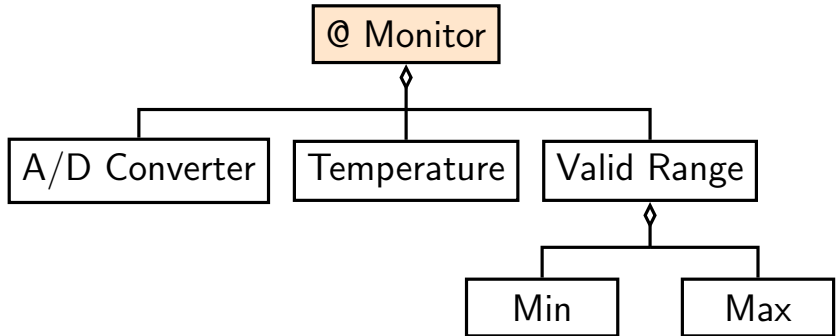 @ Monitor
A/D Converter
Temperature
Valid Range
Min
Max